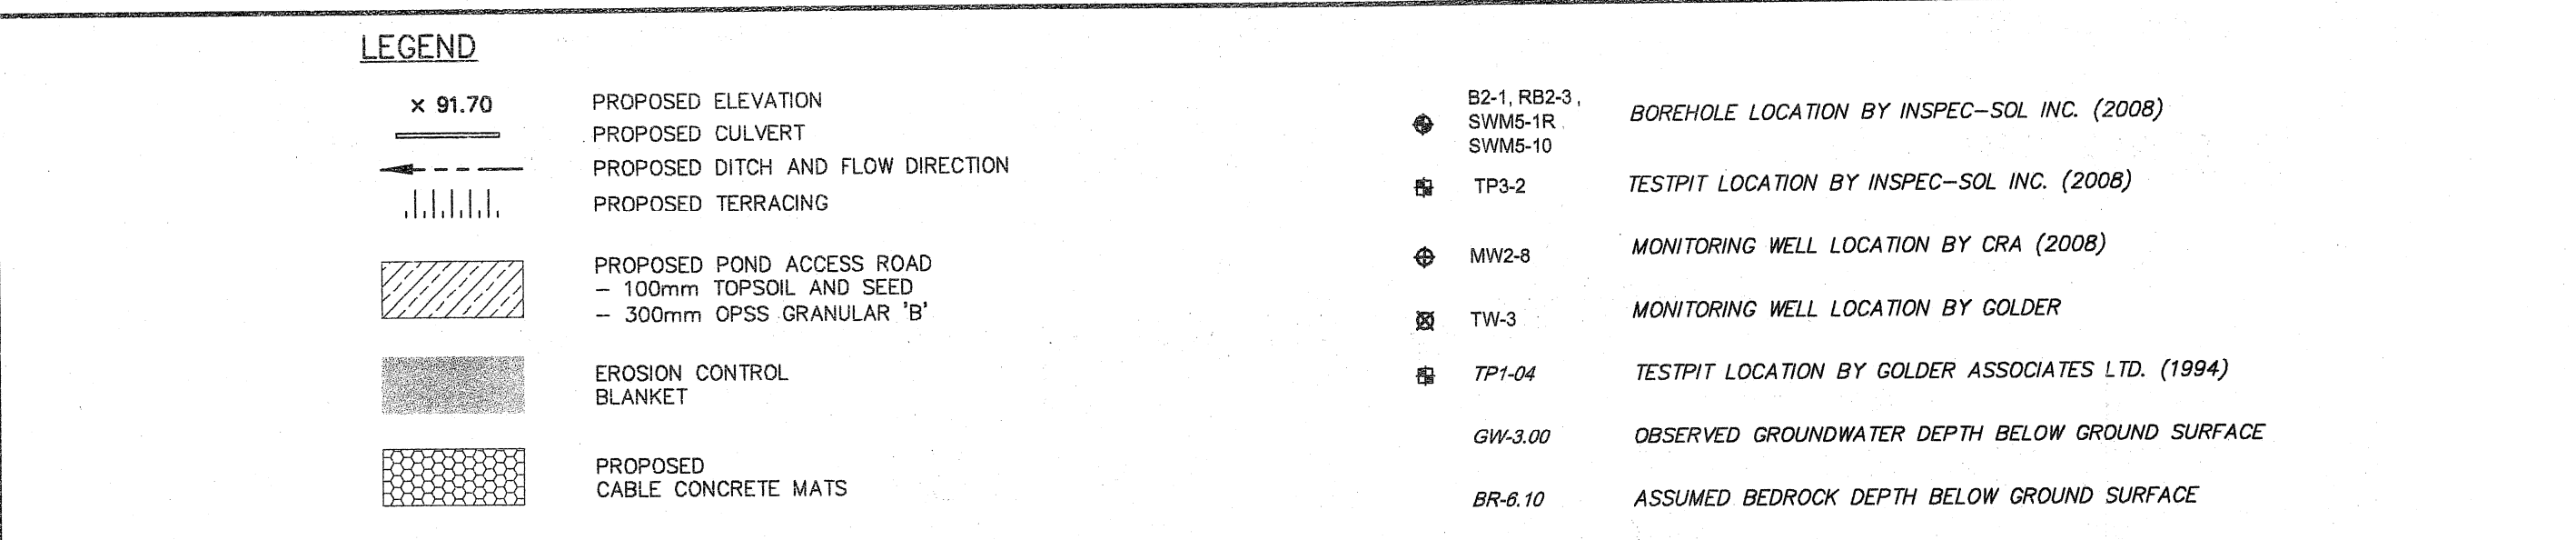 LEGEND
× 91.70 PROPOSED ELEVATION
PROPOSED CULVERT
PROPOSED DITCH AND FLOW DIRECTION
PROPOSED TERRACING
PROPOSED POND ACCESS ROAD
– 100mm TOPSOIL AND SEED
– 300mm OPSS GRANULAR 'B'
EROSION CONTROL
BLANKET
PROPOSED
CABLE CONCRETE MATS
B2-1, RB2-3,
SWM5-1R
SWM5-10
BOREHOLE LOCATION BY INSPEC–SOL INC. (2008)
TP3-2 TESTPIT LOCATION BY INSPEC–SOL INC. (2008)
MW2-8 MONITORING WELL LOCATION BY CRA (2008)
TW-3 MONITORING WELL LOCATION BY GOLDER
TP1-04 TESTPIT LOCATION BY GOLDER ASSOCIATES LTD. (1994)
GW-3.00 OBSERVED GROUNDWATER DEPTH BELOW GROUND SURFACE
BR-6.10 ASSUMED BEDROCK DEPTH BELOW GROUND SURFACE